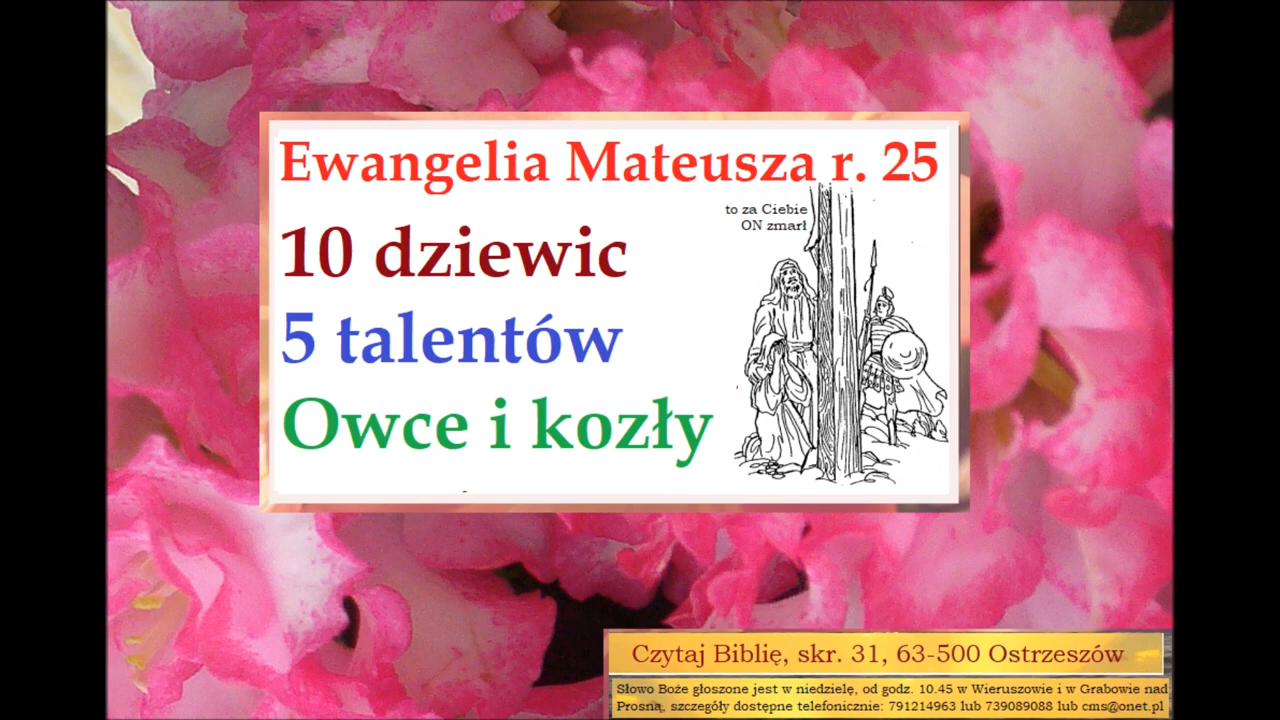 Ewangelia Mateusza r. 25
to za Ciebie
ON zmarł
10 dziewic
5 talentów
Owce i kozły
Czytaj Biblię, skr. 31, 63-500 Ostrzeszów
Słowo Boże głoszone jest w niedzielę, od godz. 10.45 w Wieruszowie i w Grabowie nad
Prosną, szczegóły dostępne telefonicznie: 791214963 lub 739089088 lub cms@onet.pl